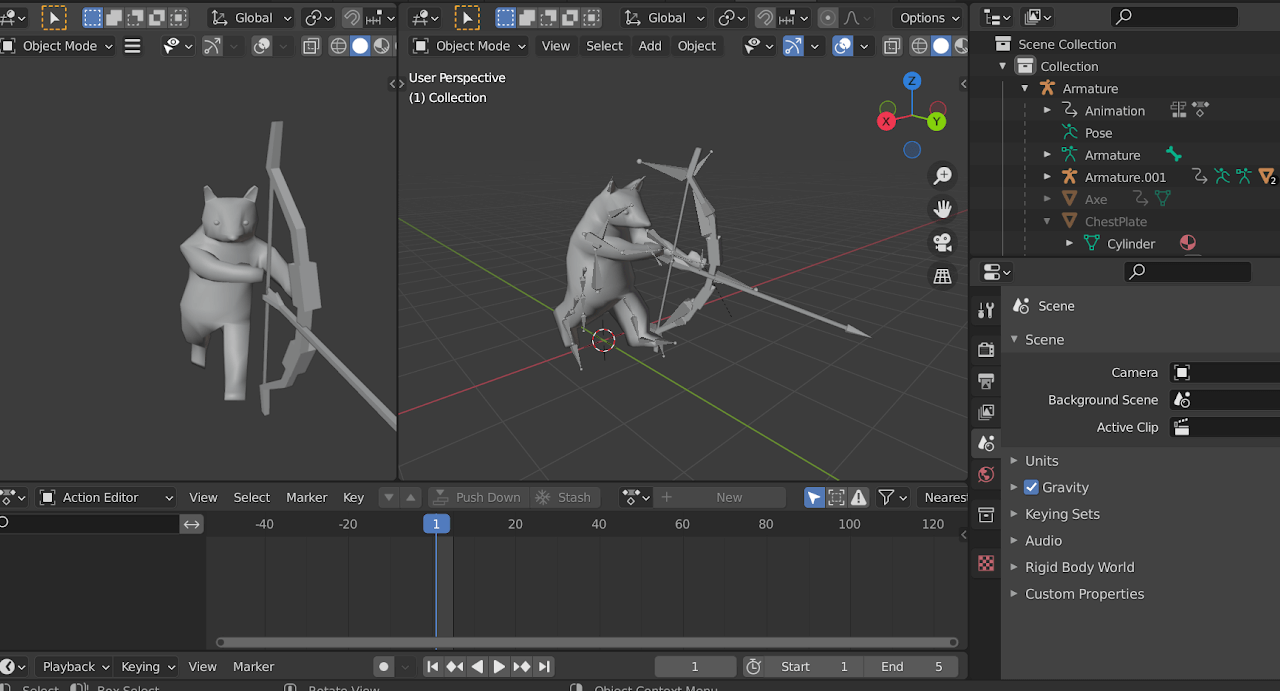 Global
Global
Options
Object Mode
Object Mode
View
Select
Add
Object
User Perspective
(1) Collection
Z
X
Y
Scene Collection
Collection
Armature
Animation
Pose
Armature
Armature.001
2
Axe
ChestPlate
Cylinder
Scene
Scene
Camera
Background Scene
Active Clip
Units
Gravity
Keying Sets
Audio
Rigid Body World
Custom Properties
Action Editor
View
Select
Marker
Key
Push Down
Stash
New
Nearest
-40
-20
1
20
40
60
80
100
120
Playback
Keying
View
Marker
1
Start
1
End
5
Select
Box Select
Rotate View
Object Context Menu